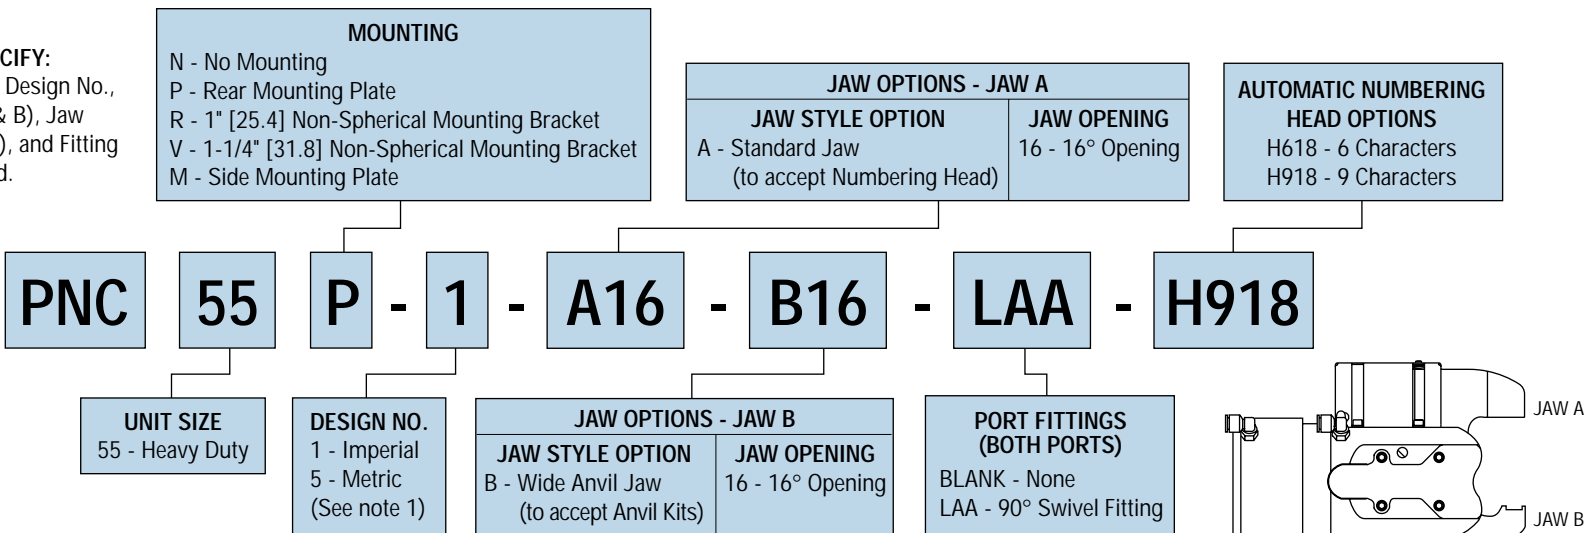 CIFY:
Design No.,
& B), Jaw
), and Fitting
d.
MOUNTING
N - No Mounting
P - Rear Mounting Plate
R - 1" [25.4] Non-Spherical Mounting Bracket
V - 1-1/4" [31.8] Non-Spherical Mounting Bracket
M - Side Mounting Plate
JAW OPTIONS - JAW A
JAW STYLE OPTION
A - Standard Jaw
(to accept Numbering Head)
JAW OPENING
16 - 16° Opening
AUTOMATIC NUMBERING
HEAD OPTIONS
H618 - 6 Characters
H918 - 9 Characters
PNC 55 P - 1 - A16 - B16 - LAA - H918
UNIT SIZE
55 - Heavy Duty
DESIGN NO.
1 - Imperial
5 - Metric
(See note 1)
JAW OPTIONS - JAW B
JAW STYLE OPTION
B - Wide Anvil Jaw
(to accept Anvil Kits)
JAW OPENING
16 - 16° Opening
PORT FITTINGS
(BOTH PORTS)
BLANK - None
LAA - 90° Swivel Fitting
JAW A
JAW B